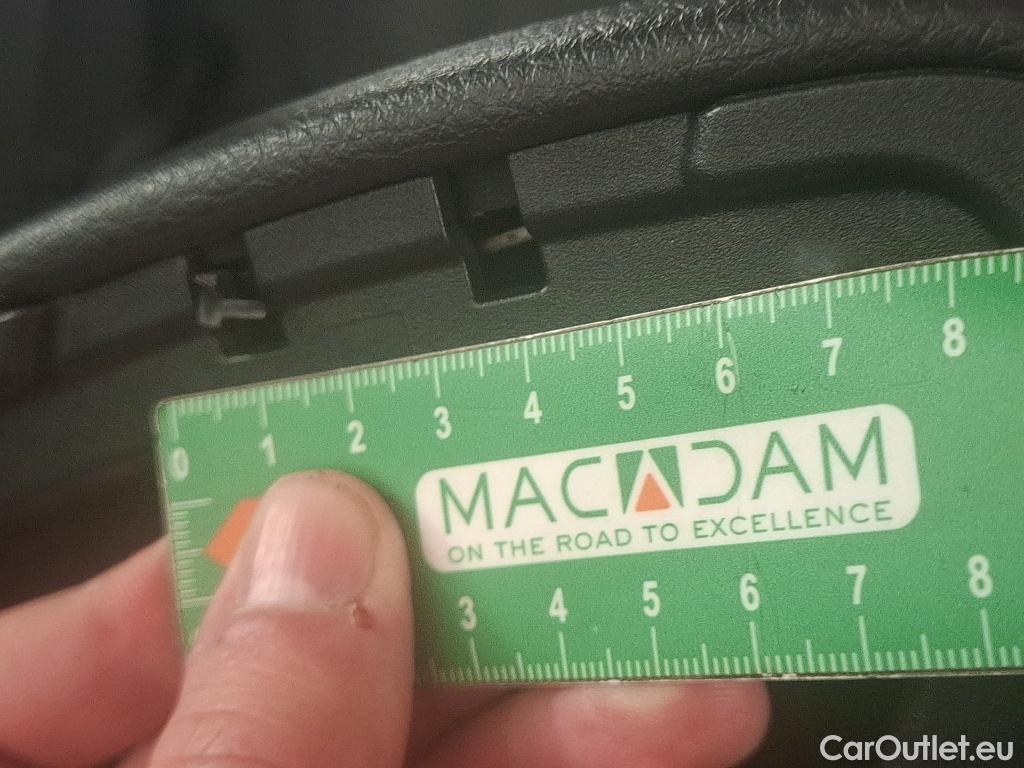 0 1 2 3 4 5 6 7 8
MACADAM
ON THE ROAD TO EXCELLENCE
3 4 5 6 7 8
CarOutlet.eu